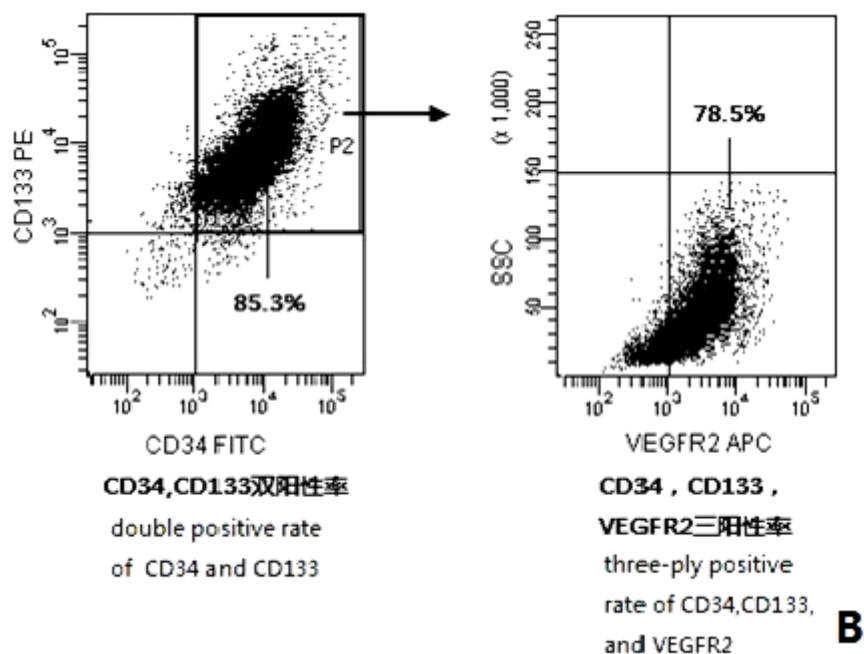 CD133 PE
10^5
10^4
10^3
10^2
P2
85.3%
10^2 10^3 10^4 10^5
CD34 FITC
CD34,CD133双阳性率
double positive rate
of CD34 and CD133
(x 1,000)
SSC
250
200
150
100
50
78.5%
10^2 10^3 10^4 10^5
VEGFR2 APC
CD34，CD133，
VEGFR2三阳性率
three-ply positive
rate of CD34,CD133,
and VEGFR2
B